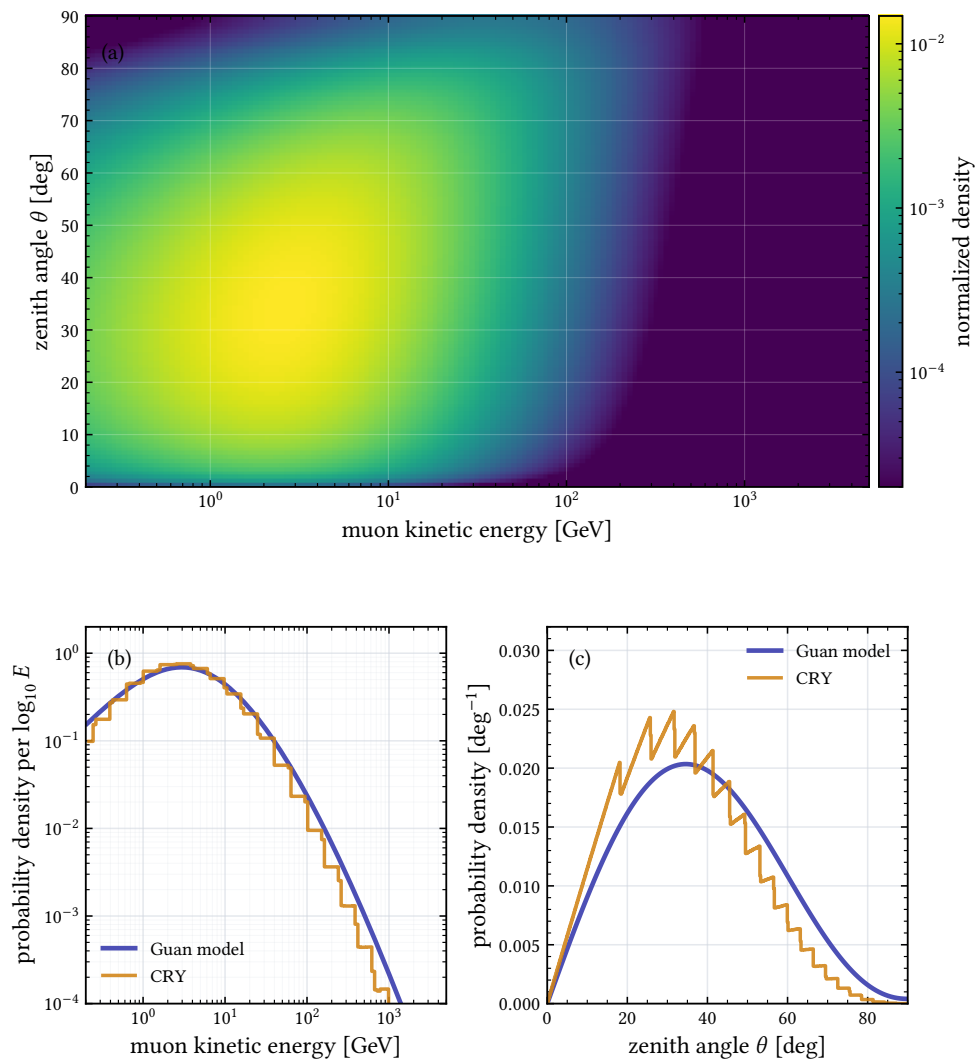 (a)
90
80
70
60
50
40
30
20
10
0
zenith angle θ [deg]
10⁰
10¹
10²
10³
muon kinetic energy [GeV]
10⁻²
10⁻³
10⁻⁴
normalized density
(b)
10⁰
10⁻¹
10⁻²
10⁻³
10⁻⁴
probability density per log₁₀ E
Guan model
CRY
10⁰
10¹
10²
10³
muon kinetic energy [GeV]
(c)
Guan model
CRY
0.030
0.025
0.020
0.015
0.010
0.005
0.000
probability density [deg⁻¹]
0
20
40
60
80
zenith angle θ [deg]